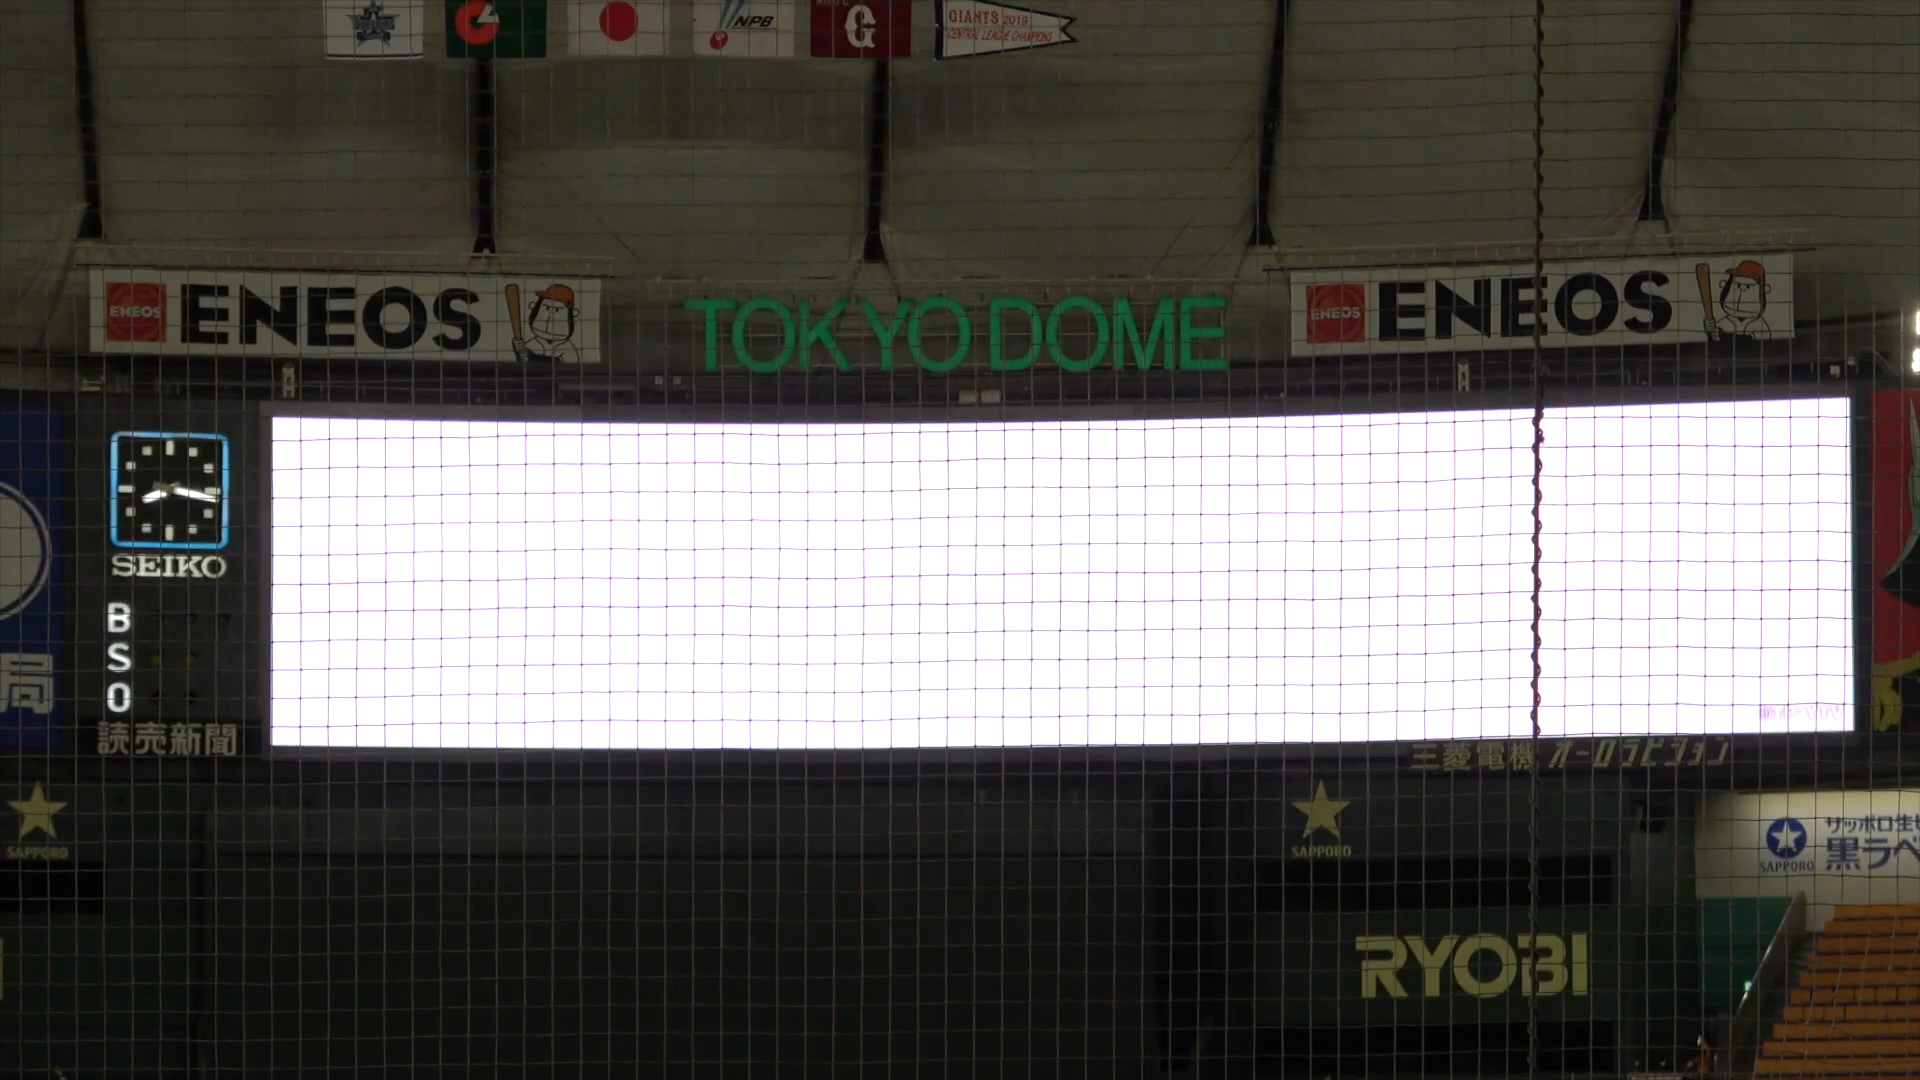 NPB
G
GIANTS 2019
CENTRAL LEAGUE CHAMPIONS
ENEOS ENEOS
TOKYO DOME
ENEOS ENEOS
SEIKO
B
S
O
局
読売新聞
三菱電機 オーロラビジョン
SAPPORO
SAPPORO
SAPPORO
サッポロ生ビ
黒ラベ
RYOBI